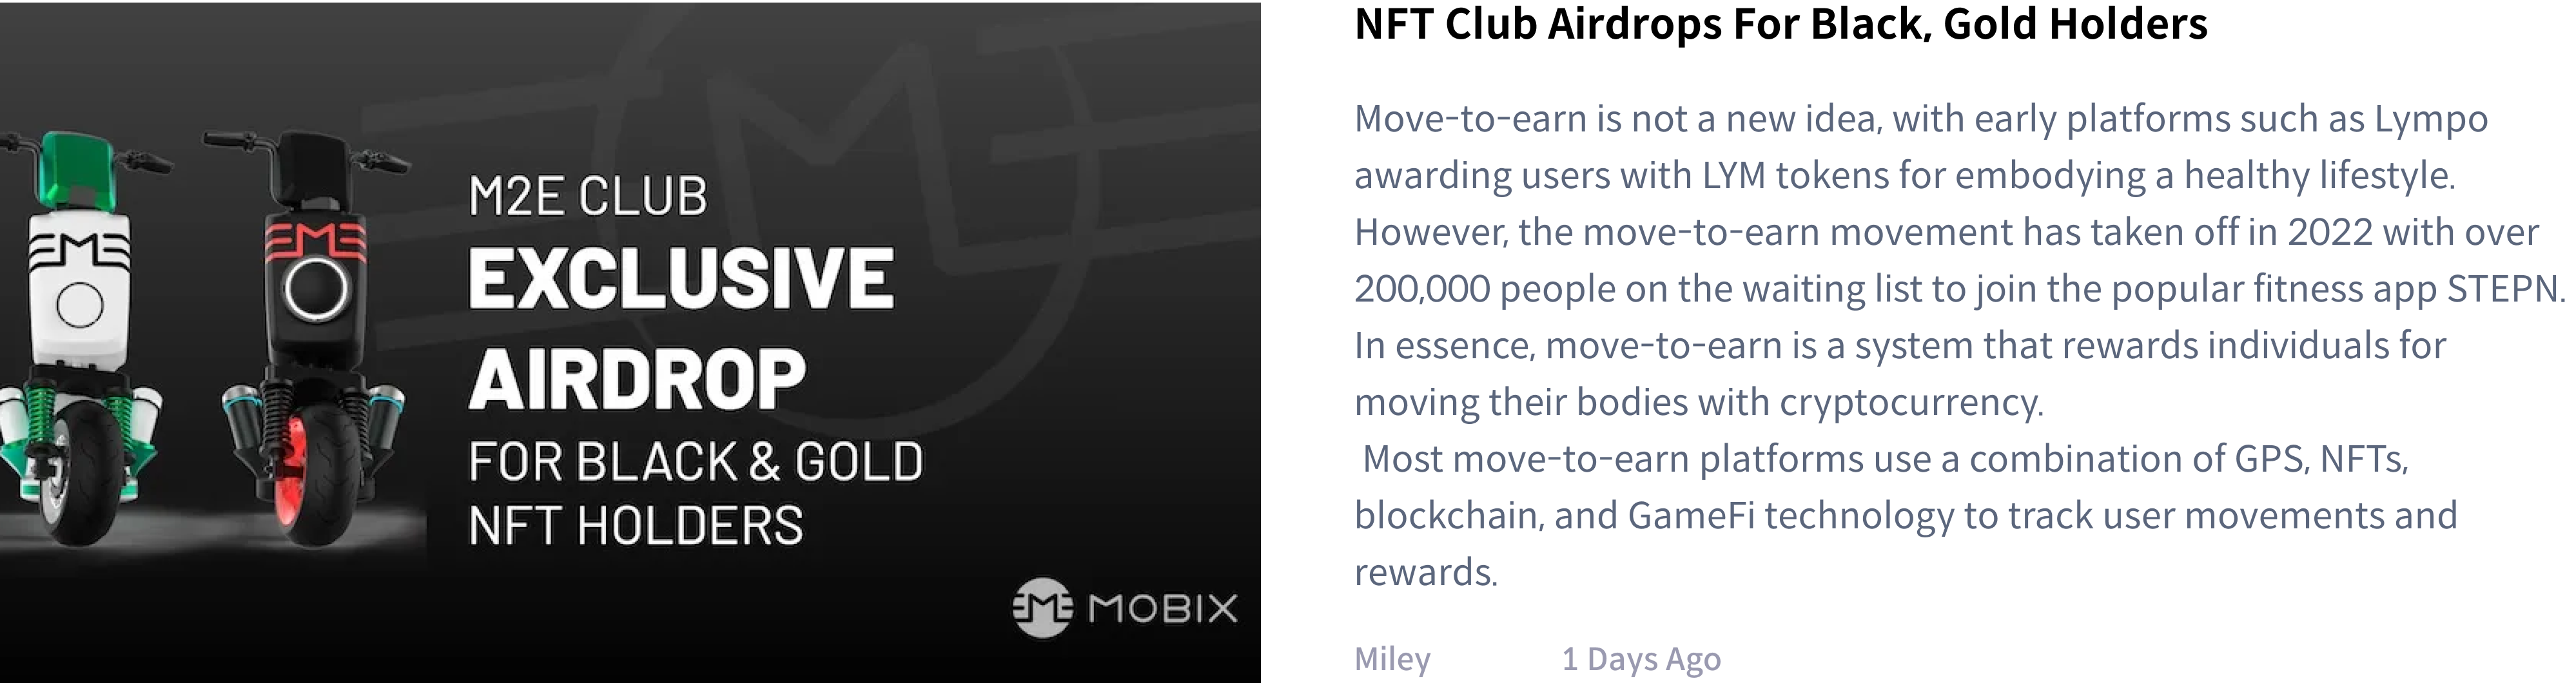 M2E CLUB
EXCLUSIVE
AIRDROP
FOR BLACK & GOLD
NFT HOLDERS
MOBIX
NFT Club Airdrops For Black, Gold Holders
Move-to-earn is not a new idea, with early platforms such as Lympo
awarding users with LYM tokens for embodying a healthy lifestyle.
However, the move-to-earn movement has taken off in 2022 with over
200,000 people on the waiting list to join the popular fitness app STEPN.
In essence, move-to-earn is a system that rewards individuals for
moving their bodies with cryptocurrency.
Most move-to-earn platforms use a combination of GPS, NFTs,
blockchain, and GameFi technology to track user movements and
rewards.
Miley 1 Days Ago